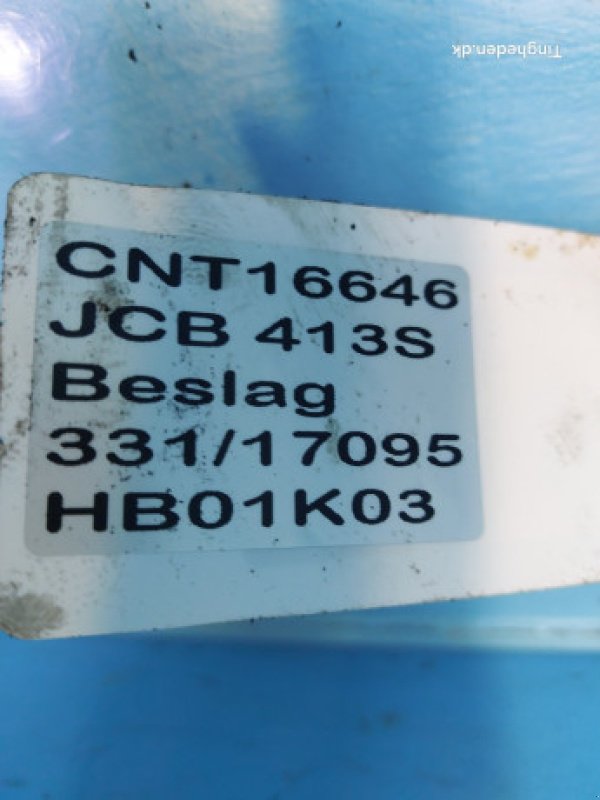 Tingheden.dk
CNT16646
JCB 413S
Beslag
331/17095
HB01K03